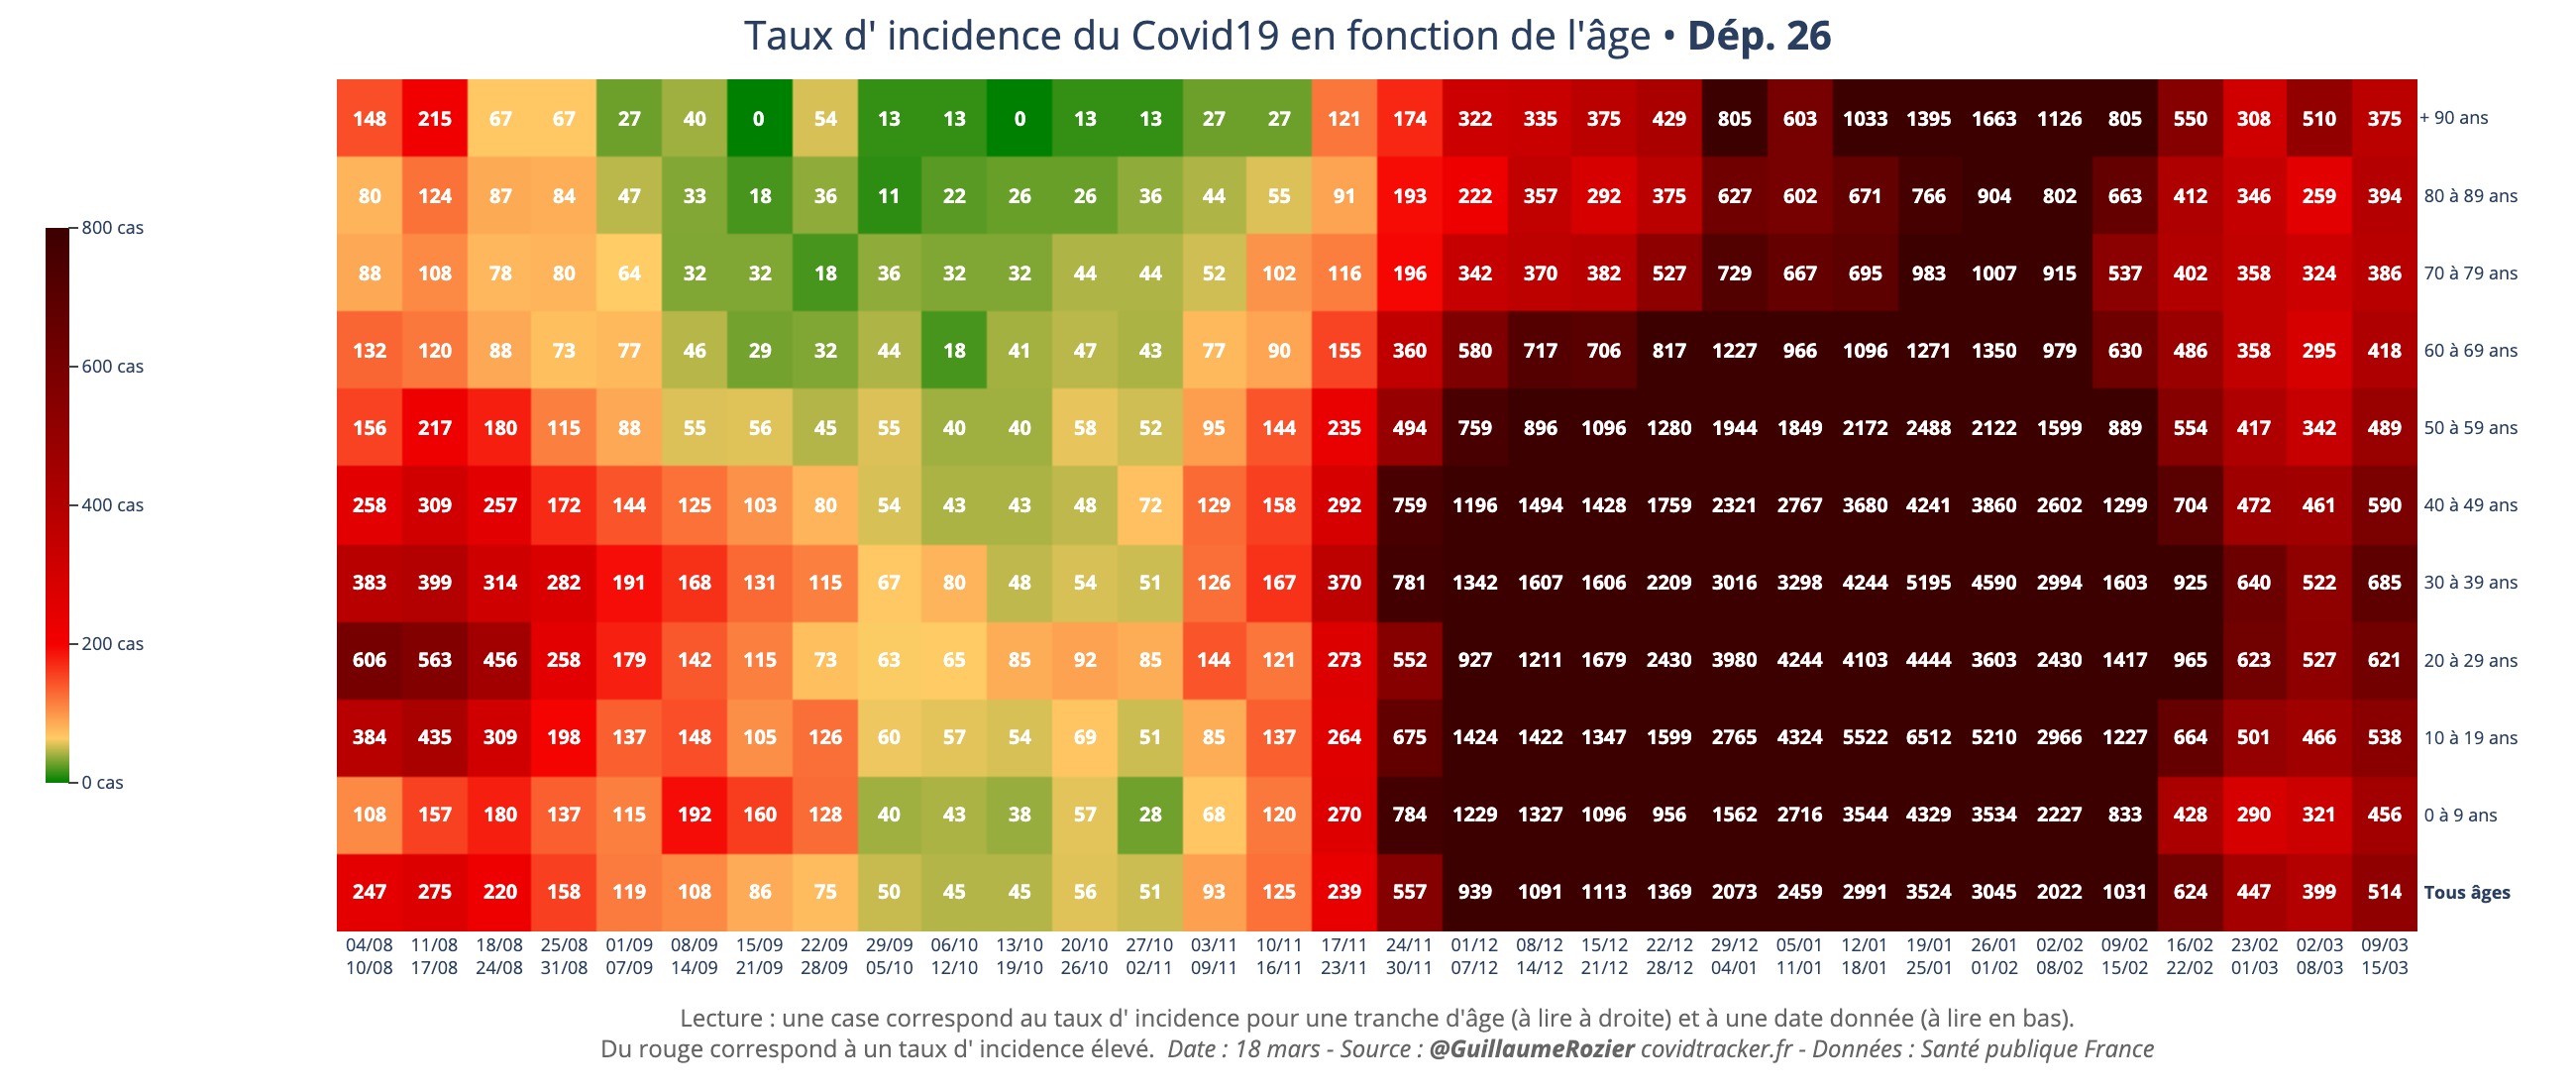 Taux d' incidence du Covid19 en fonction de l'âge • Dép. 26
148 215 67 67 27 40 0 54 13 13 0 13 13 27 27 121 174 322 335 375 429 805 603 1033 1395 1663 1126 805 550 308 510 375 + 90 ans
80 124 87 84 47 33 18 36 11 22 26 26 36 44 55 91 193 222 357 292 375 627 602 671 766 904 802 663 412 346 259 394 80 à 89 ans
800 cas
88 108 78 80 64 32 32 18 36 32 32 44 44 52 102 116 196 342 370 382 527 729 667 695 983 1007 915 537 402 358 324 386 70 à 79 ans
132 120 88 73 77 46 29 32 44 18 41 47 43 77 90 155 360 580 717 706 817 1227 966 1096 1271 1350 979 630 486 358 295 418 60 à 69 ans
600 cas
156 217 180 115 88 55 56 45 55 40 40 58 52 95 144 235 494 759 896 1096 1280 1944 1849 2172 2488 2122 1599 889 554 417 342 489 50 à 59 ans
400 cas
258 309 257 172 144 125 103 80 54 43 43 48 72 129 158 292 759 1196 1494 1428 1759 2321 2767 3680 4241 3860 2602 1299 704 472 461 590 40 à 49 ans
383 399 314 282 191 168 131 115 67 80 48 54 51 126 167 370 781 1342 1607 1606 2209 3016 3298 4244 5195 4590 2994 1603 925 640 522 685 30 à 39 ans
200 cas
606 563 456 258 179 142 115 73 63 65 85 92 85 144 121 273 552 927 1211 1679 2430 3980 4244 4103 4444 3603 2430 1417 965 623 527 621 20 à 29 ans
384 435 309 198 137 148 105 126 60 57 54 69 51 85 137 264 675 1424 1422 1347 1599 2765 4324 5522 6512 5210 2966 1227 664 501 466 538 10 à 19 ans
0 cas
108 157 180 137 115 192 160 128 40 43 38 57 28 68 120 270 784 1229 1327 1096 956 1562 2716 3544 4329 3534 2227 833 428 290 321 456 0 à 9 ans
247 275 220 158 119 108 86 75 50 45 45 56 51 93 125 239 557 939 1091 1113 1369 2073 2459 2991 3524 3045 2022 1031 624 447 399 514 Tous âges
04/08 11/08 18/08 25/08 01/09 08/09 15/09 22/09 29/09 06/10 13/10 20/10 27/10 03/11 10/11 17/11 24/11 01/12 08/12 15/12 22/12 29/12 05/01 12/01 19/01 26/01 02/02 09/02 16/02 23/02 02/03 09/03
10/08 17/08 24/08 31/08 07/09 14/09 21/09 28/09 05/10 12/10 19/10 26/10 02/11 09/11 16/11 23/11 30/11 07/12 14/12 21/12 28/12 04/01 11/01 18/01 25/01 01/02 08/02 15/02 22/02 01/03 08/03 15/03
Lecture : une case correspond au taux d' incidence pour une tranche d'âge (à lire à droite) et à une date donnée (à lire en bas).
Du rouge correspond à un taux d' incidence élevé. Date : 18 mars - Source : @GuillaumeRozier covidtracker.fr - Données : Santé publique France